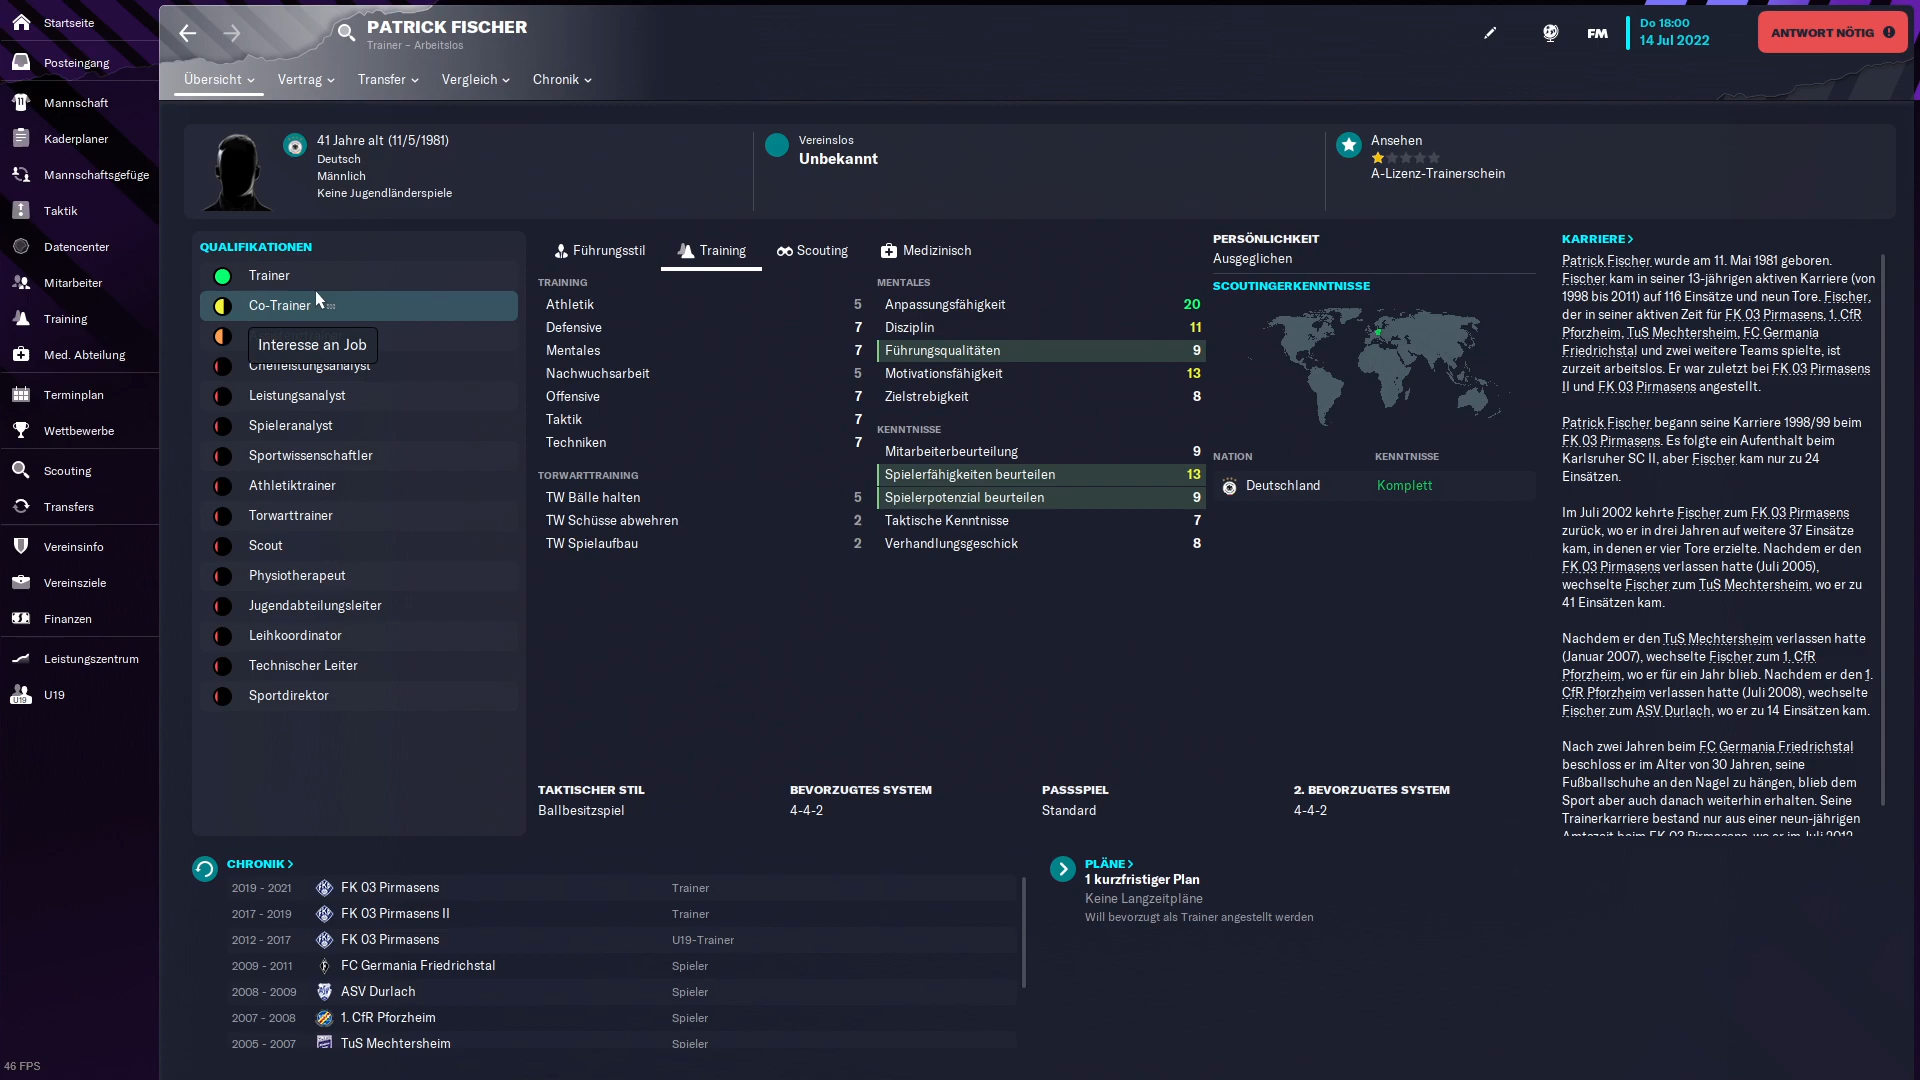 Startseite
Posteingang
Mannschaft
Kaderplaner
Mannschaftsgefüge
Taktik
Datencenter
Mitarbeiter
Training
Med. Abteilung
Terminplan
Wettbewerbe
Scouting
Transfers
Vereinsinfo
Vereinsziele
Finanzen
Leistungszentrum
U19
46 FPS
PATRICK FISCHER
Trainer – Arbeitslos
FM
Do 18:00
14 Jul 2022
ANTWORT NÖTIG
Übersicht Vertrag Transfer Vergleich Chronik
41 Jahre alt (11/5/1981)
Deutsch
Männlich
Keine Jugendländerspiele
Vereinslos
Unbekannt
Ansehen
A-Lizenz-Trainerschein
QUALIFIKATIONEN
Trainer
Co-Trainer
Interesse an Job
Chefleistungsanalyst
Leistungsanalyst
Spieleranalyst
Sportwissenschaftler
Athletiktrainer
Torwarttrainer
Scout
Physiotherapeut
Jugendabteilungsleiter
Leihkoordinator
Technischer Leiter
Sportdirektor
Führungsstil Training Scouting Medizinisch
TRAINING
Athletik 5
Defensive 7
Mentales 7
Nachwuchsarbeit 5
Offensive 7
Taktik 7
Techniken 7
TORWARTTRAINING
TW Bälle halten 5
TW Schüsse abwehren 2
TW Spielaufbau 2
MENTALES
Anpassungsfähigkeit 20
Disziplin 11
Führungsqualitäten 9
Motivationsfähigkeit 13
Zielstrebigkeit 8
KENNTNISSE
Mitarbeiterbeurteilung 9
Spielerfähigkeiten beurteilen 13
Spielerpotenzial beurteilen 9
Taktische Kenntnisse 7
Verhandlungsgeschick 8
PERSÖNLICHKEIT
Ausgeglichen
SCOUTINGERKENNTNISSE
NATION KENNTNISSE
Deutschland Komplett
TAKTISCHER STIL
Ballbesitzspiel
BEVORZUGTES SYSTEM
4-4-2
PASSSPIEL
Standard
2. BEVORZUGTES SYSTEM
4-4-2
KARRIERE
Patrick Fischer wurde am 11. Mai 1981 geboren.
Fischer kam in seiner 13-jährigen aktiven Karriere (von
1998 bis 2011) auf 116 Einsätze und neun Tore. Fischer,
der in seiner aktiven Zeit für FK 03 Pirmasens, 1. CfR
Pforzheim, TuS Mechtersheim, FC Germania
Friedrichstal und zwei weitere Teams spielte, ist
zurzeit arbeitslos. Er war zuletzt bei FK 03 Pirmasens
II und FK 03 Pirmasens angestellt.
Patrick Fischer begann seine Karriere 1998/99 beim
FK 03 Pirmasens. Es folgte ein Aufenthalt beim
Karlsruher SC II, aber Fischer kam nur zu 24
Einsätzen.
Im Juli 2002 kehrte Fischer zum FK 03 Pirmasens
zurück, wo er in drei Jahren auf weitere 37 Einsätze
kam, in denen er vier Tore erzielte. Nachdem er den
FK 03 Pirmasens verlassen hatte (Juli 2005),
wechselte Fischer zum TuS Mechtersheim, wo er zu
41 Einsätzen kam.
Nachdem er den TuS Mechtersheim verlassen hatte
(Januar 2007), wechselte Fischer zum 1. CfR
Pforzheim, wo er für ein Jahr blieb. Nachdem er den 1.
CfR Pforzheim verlassen hatte (Juli 2008), wechselte
Fischer zum ASV Durlach, wo er zu 14 Einsätzen kam.
Nach zwei Jahren beim FC Germania Friedrichstal
beschloss er im Alter von 30 Jahren, seine
Fußballschuhe an den Nagel zu hängen, blieb dem
Sport aber auch danach weiterhin erhalten. Seine
Trainerkarriere bestand nur aus einer neun-jährigen
Amtszeit beim FK 03 Pirmasens, wo er im Juli 2012
CHRONIK
2019 - 2021 FK 03 Pirmasens Trainer
2017 - 2019 FK 03 Pirmasens II Trainer
2012 - 2017 FK 03 Pirmasens U19-Trainer
2009 - 2011 FC Germania Friedrichstal Spieler
2008 - 2009 ASV Durlach Spieler
2007 - 2008 1. CfR Pforzheim Spieler
2005 - 2007 TuS Mechtersheim Spieler
PLÄNE
1 kurzfristiger Plan
Keine Langzeitpläne
Will bevorzugt als Trainer angestellt werden